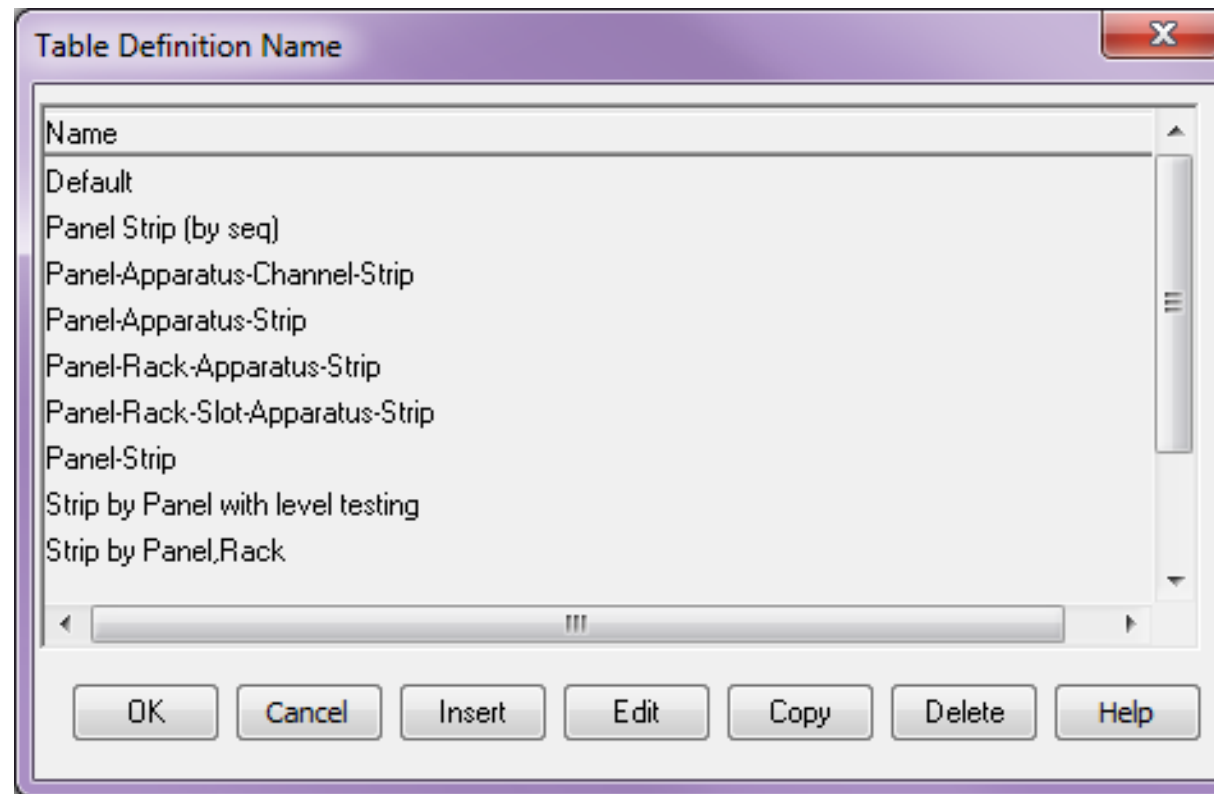 Table Definition Name
Name
Default
Panel Strip (by seq)
Panel-Apparatus-Channel-Strip
Panel-Apparatus-Strip
Panel-Rack-Apparatus-Strip
Panel-Rack-Slot-Apparatus-Strip
Panel-Strip
Strip by Panel with level testing
Strip by Panel,Rack
OK Cancel Insert Edit Copy Delete Help